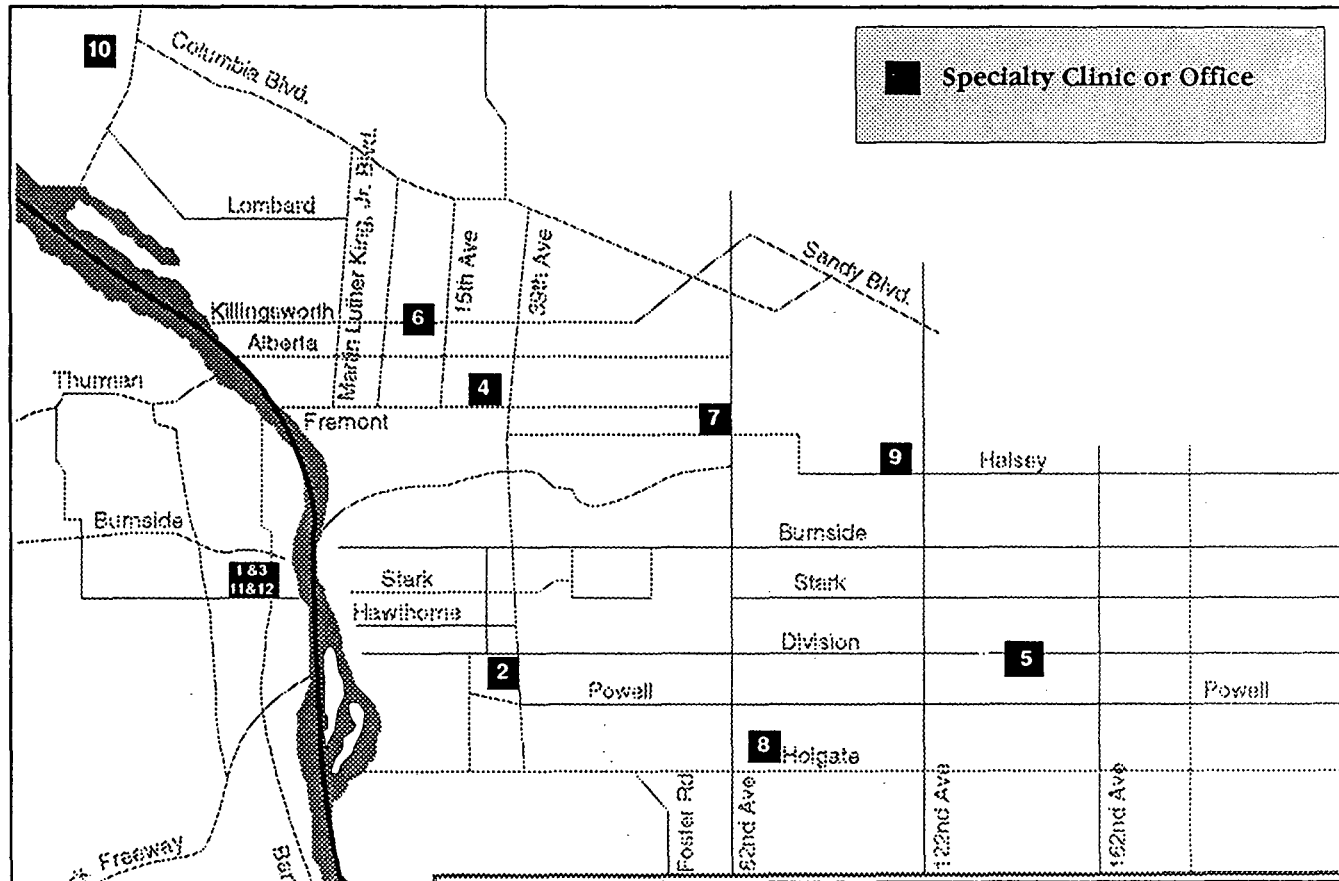 10
Columbia Blvd.
Specialty Clinic or Office
Martin Luther King, Jr. Blvd.
Lombard
15th Ave
Sandy Blvd.
Killingsworth
6
Alberta
Thurman
4
Fremont
7
9
Halsey
Burnside
Burnside
1 &3
11&12
Stark
Stark
Hawthorne
Division
2
5
Powell
Powell
8
Holgate
Foster Rd
82nd Ave
122nd Ave
162nd Ave
Freeway